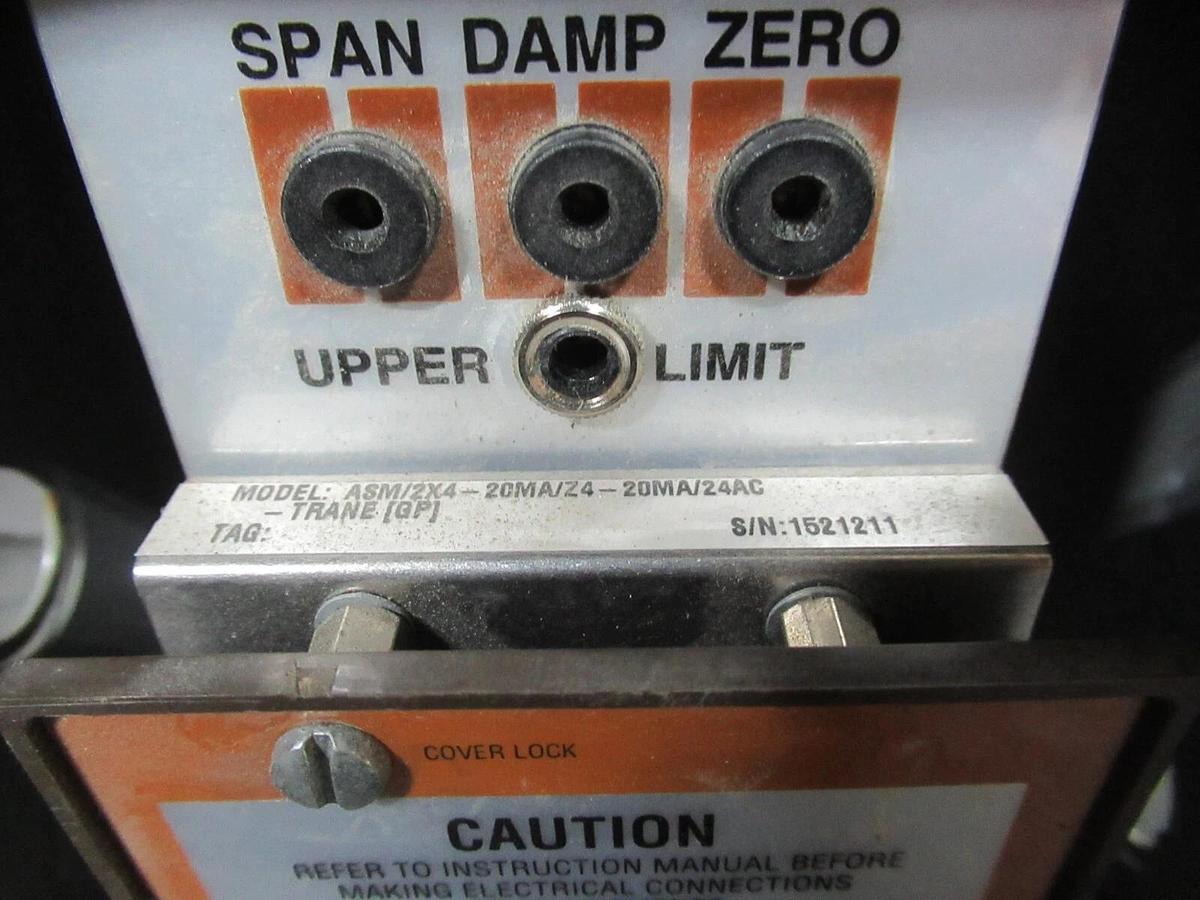 SPAN DAMP ZERO
UPPER LIMIT
MODEL: ASM/2X4-20MA/Z4-20MA/24AC
-TRANE [GP]
TAG: S/N:1521211
COVER LOCK
CAUTION
REFER TO INSTRUCTION MANUAL BEFORE
MAKING ELECTRICAL CONNECTIONS